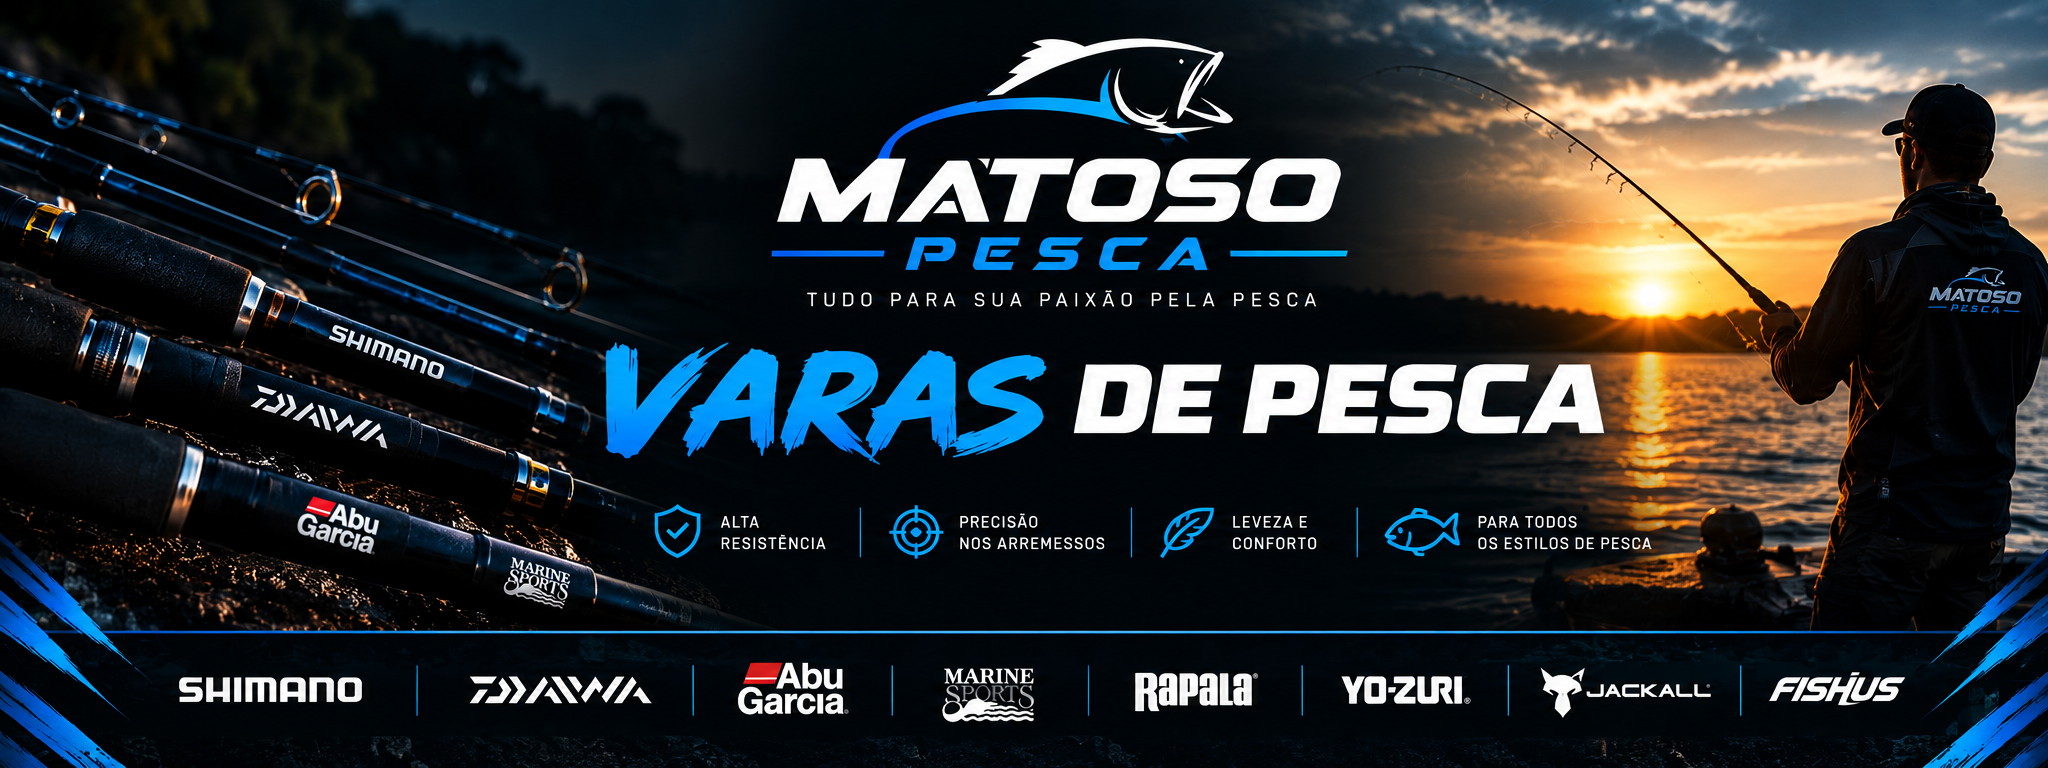 MATOSO
PESCA
TUDO PARA SUA PAIXÃO PELA PESCA
MATOSO
PESCA
SHIMANO
DAIWA
Abu
Garcia
MARINE
SPORTS
VARAS DE PESCA
ALTA
RESISTÊNCIA
PRECISÃO
NOS ARREMESSOS
LEVEZA E
CONFORTO
PARA TODOS
OS ESTILOS DE PESCA
SHIMANO
DAIWA
Abu
Garcia
MARINE
SPORTS
RAPALA®
YO-ZURI®
JACKALL®
FISHUS